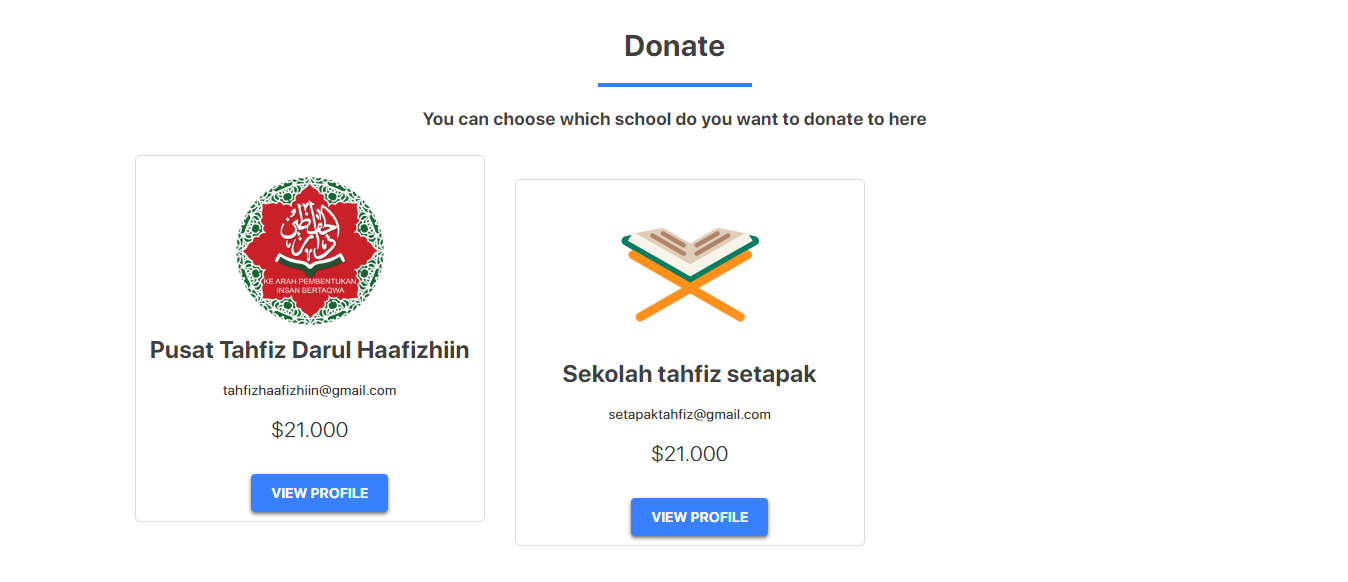 Donate
You can choose which school do you want to donate to here
KE ARAH PEMBENTUKAN
INSAN BERTAQWA
Pusat Tahfiz Darul Haafizhiin
tahfizhaafizhiin@gmail.com
$21.000
VIEW PROFILE
Sekolah tahfiz setapak
setapaktahfiz@gmail.com
$21.000
VIEW PROFILE